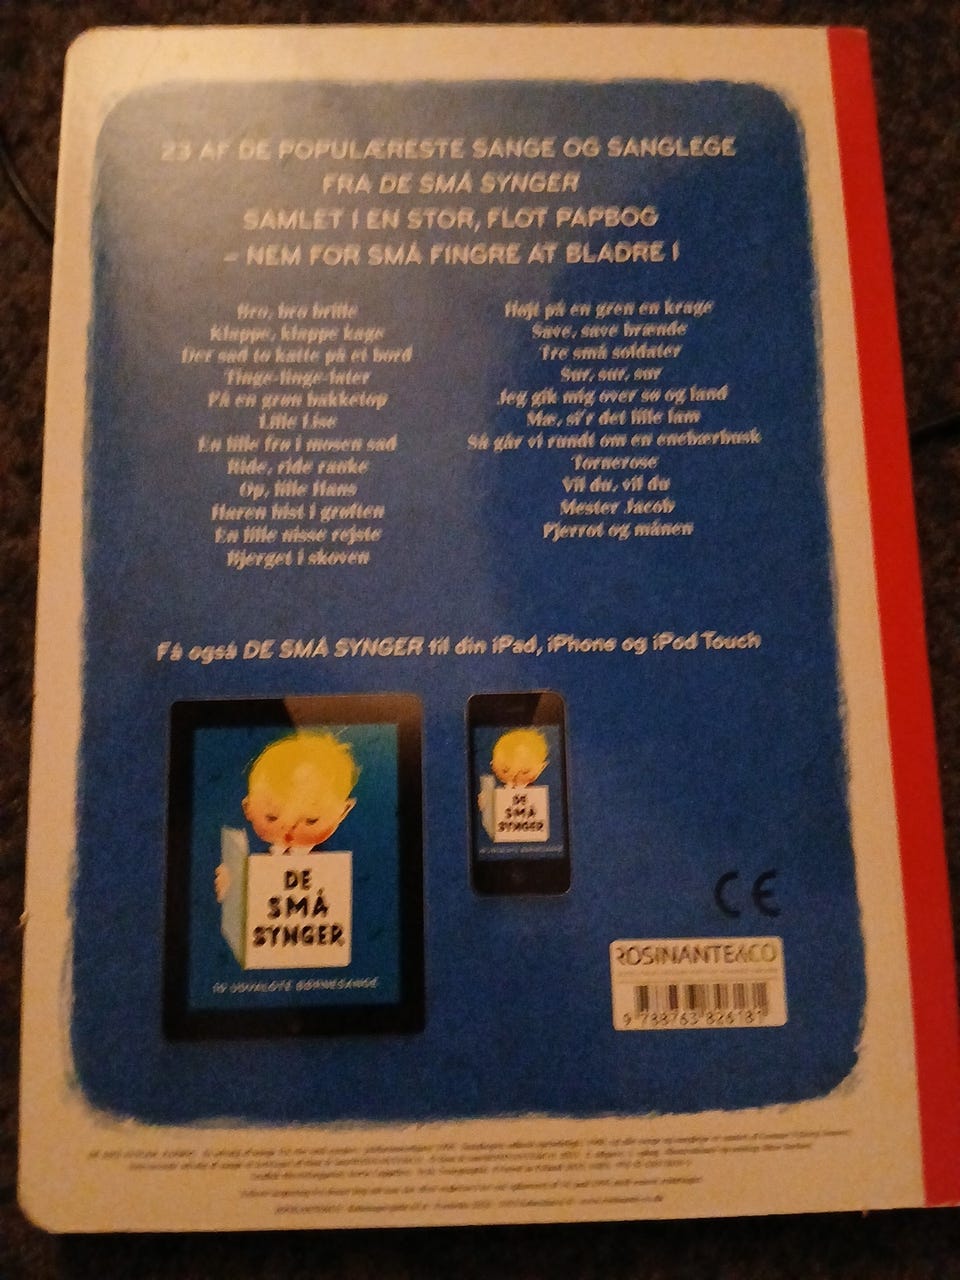 23 AF DE POPULÆRESTE SANGE OG SANGLEGE
FRA DE SMÅ SYNGER
SAMLET I EN STOR, FLOT PAPBOG
– NEM FOR SMÅ FINGRE AT BLADRE I
Bro, bro brille
Klappe, klappe kage
Der sad to katte på et bord
Tinge-linge-later
På en grøn bakketop
Lille Lise
En lille frø i mosen sad
Ride, ride ranke
Op, lille Hans
Haren hist i grøften
En lille nisse rejste
Bjerget i skoven
Højt på en gren en krage
Save, save brænde
Tre små soldater
Sur, sur, sur
Jeg gik mig over sø og land
Mæ, si'r det lille lam
Så går vi rundt om en enebærbusk
Tornerose
Vil du, vil du
Mester Jacob
Pjerrot og månen
Få også DE SMÅ SYNGER til din iPad, iPhone og iPod Touch
DE
SMÅ
SYNGER
UDVALGTE BØRNESANGE
DE
SMÅ
SYNGER
CE
ROSINANTE&CO
9 788763 826181